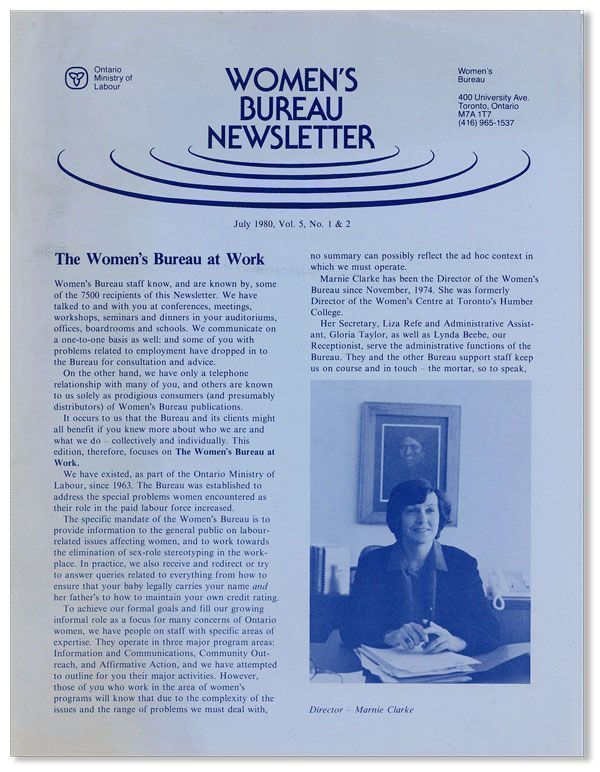 Ontario
Ministry of
Labour
WOMEN'S
BUREAU
NEWSLETTER
Women's
Bureau
400 University Ave.
Toronto, Ontario
M7A 1T7
(416) 965-1537
July 1980, Vol. 5, No. 1 & 2
The Women's Bureau at Work
Women's Bureau staff know, and are known by, some
of the 7500 recipients of this Newsletter. We have
talked to and with you at conferences, meetings,
workshops, seminars and dinners in your auditoriums,
offices, boardrooms and schools. We communicate on
a one-to-one basis as well: and some of you with
problems related to employment have dropped in to
the Bureau for consultation and advice.
On the other hand, we have only a telephone
relationship with many of you, and others are known
to us solely as prodigious consumers (and presumably
distributors) of Women's Bureau publications.
It occurs to us that the Bureau and its clients might
all benefit if you knew more about who we are and
what we do – collectively and individually. This
edition, therefore, focuses on The Women's Bureau at
Work.
We have existed, as part of the Ontario Ministry of
Labour, since 1963. The Bureau was established to
address the special problems women encountered as
their role in the paid labour force increased.
The specific mandate of the Women's Bureau is to
provide information to the general public on labour-
related issues affecting women, and to work towards
the elimination of sex-role stereotyping in the work-
place. In practice, we also receive and redirect or try
to answer queries related to everything from how to
ensure that your baby legally carries your name and
her father's to how to maintain your own credit rating.
To achieve our formal goals and fill our growing
informal role as a focus for many concerns of Ontario
women, we have people on staff with specific areas of
expertise. They operate in three major program areas:
Information and Communications, Community Out-
reach, and Affirmative Action, and we have attempted
to outline for you their major activities. However,
those of you who work in the area of women's
programs will know that due to the complexity of the
issues and the range of problems we must deal with,
no summary can possibly reflect the ad hoc context in
which we must operate.
Marnie Clarke has been the Director of the Women's
Bureau since November, 1974. She was formerly
Director of the Women's Centre at Toronto's Humber
College.
Her Secretary, Liza Refe and Administrative Assist-
ant, Gloria Taylor, as well as Lynda Beebe, our
Receptionist, serve the administrative functions of the
Bureau. They and the other Bureau support staff keep
us on course and in touch – the mortar, so to speak,
Director – Marnie Clarke